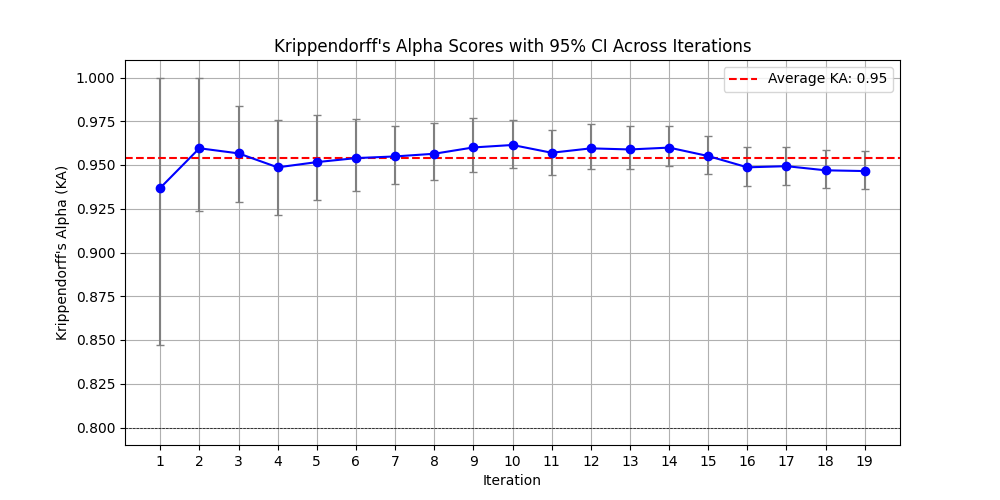 Krippendorff's Alpha Scores with 95% CI Across Iterations
Average KA: 0.95
Krippendorff's Alpha (KA)
1.000
0.975
0.950
0.925
0.900
0.875
0.850
0.825
0.800
1 2 3 4 5 6 7 8 9 10 11 12 13 14 15 16 17 18 19
Iteration